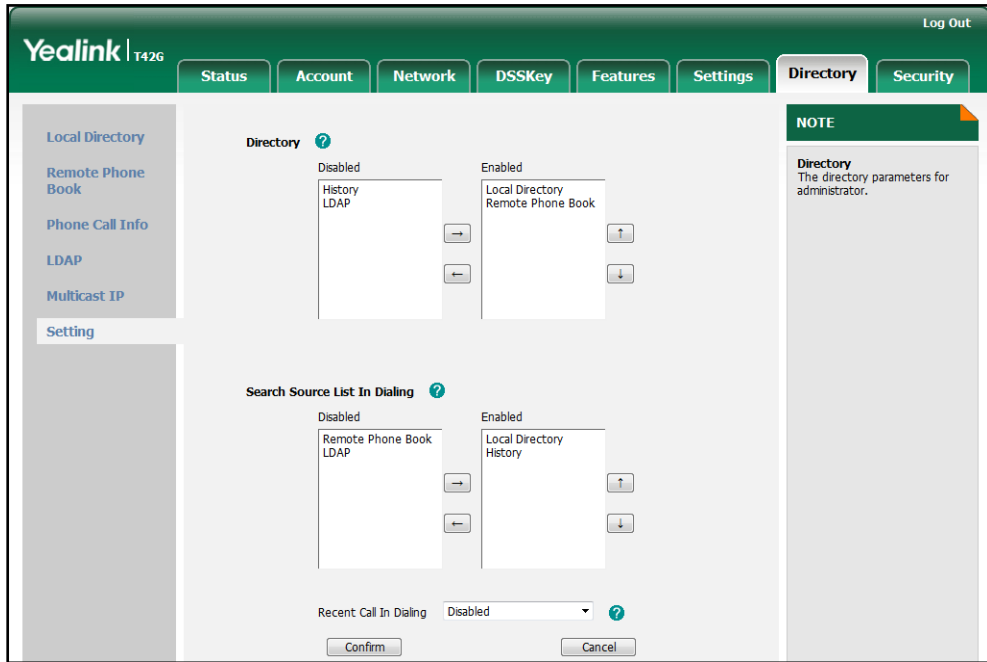 Log Out
Yealink T42G
Status Account Network DSSKey Features Settings Directory Security
Local Directory
Remote Phone
Book
Phone Call Info
LDAP
Multicast IP
Setting
Directory ?
Disabled Enabled
History
LDAP
→
←
Local Directory
Remote Phone Book
↑
↓
Search Source List In Dialing ?
Disabled Enabled
Remote Phone Book
LDAP
→
←
Local Directory
History
↑
↓
Recent Call In Dialing Disabled ?
Confirm Cancel
NOTE
Directory
The directory parameters for
administrator.